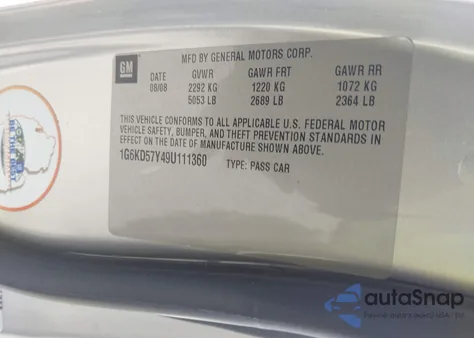 GM
MFD BY GENERAL MOTORS CORP.
DATE GVWR GAWR FRT GAWR RR
08/08 2292 KG 1220 KG 1072 KG
5053 LB 2689 LB 2364 LB
THIS VEHICLE CONFORMS TO ALL APPLICABLE U.S. FEDERAL MOTOR
VEHICLE SAFETY, BUMPER, AND THEFT PREVENTION STANDARDS IN
EFFECT ON THE DATE OF MANUFACTURE SHOWN ABOVE.
1G6KD57Y49U111360 TYPE: PASS CAR
autoSnap